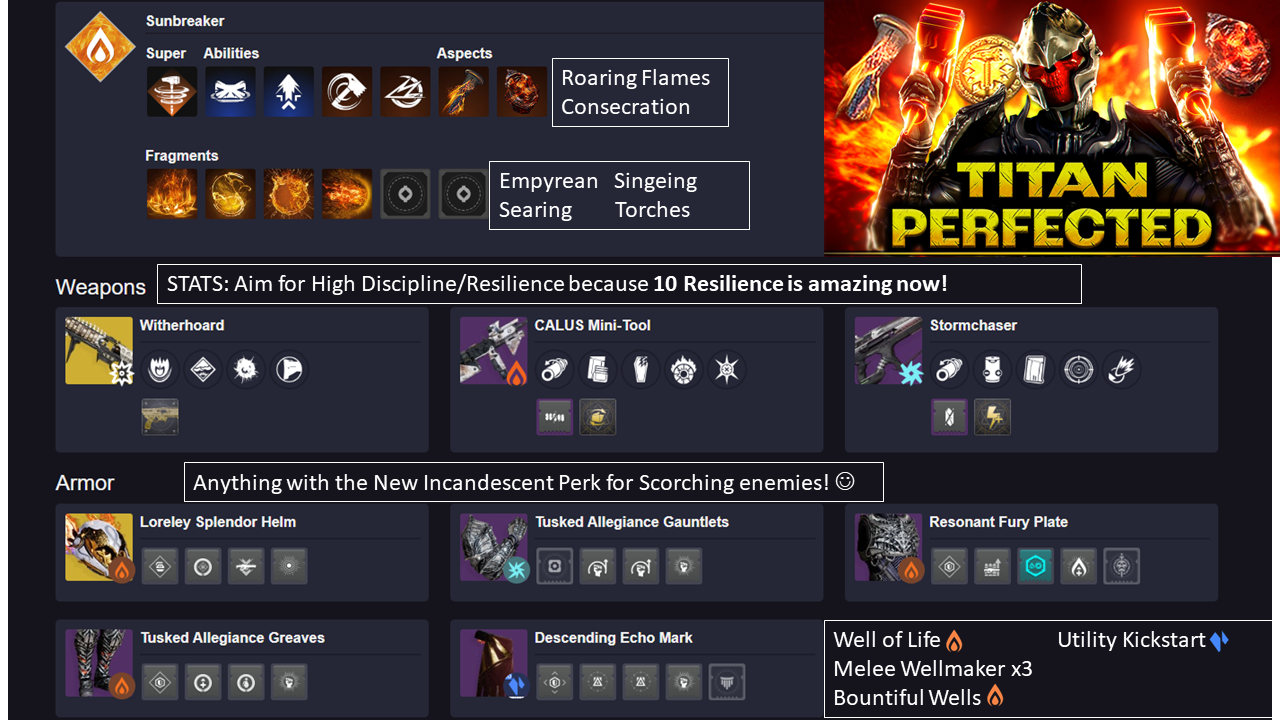 Sunbreaker
Super Abilities Aspects
Roaring Flames
Consecration
Fragments
Empyrean Singeing
Searing Torches
TITAN
PERFECTED
Weapons
STATS: Aim for High Discipline/Resilience because 10 Resilience is amazing now!
Witherhoard
CALUS Mini-Tool
Stormchaser
Armor
Anything with the New Incandescent Perk for Scorching enemies! ☺
Loreley Splendor Helm
Tusked Allegiance Gauntlets
Resonant Fury Plate
Tusked Allegiance Greaves
Descending Echo Mark
Well of Life Utility Kickstart
Melee Wellmaker x3
Bountiful Wells